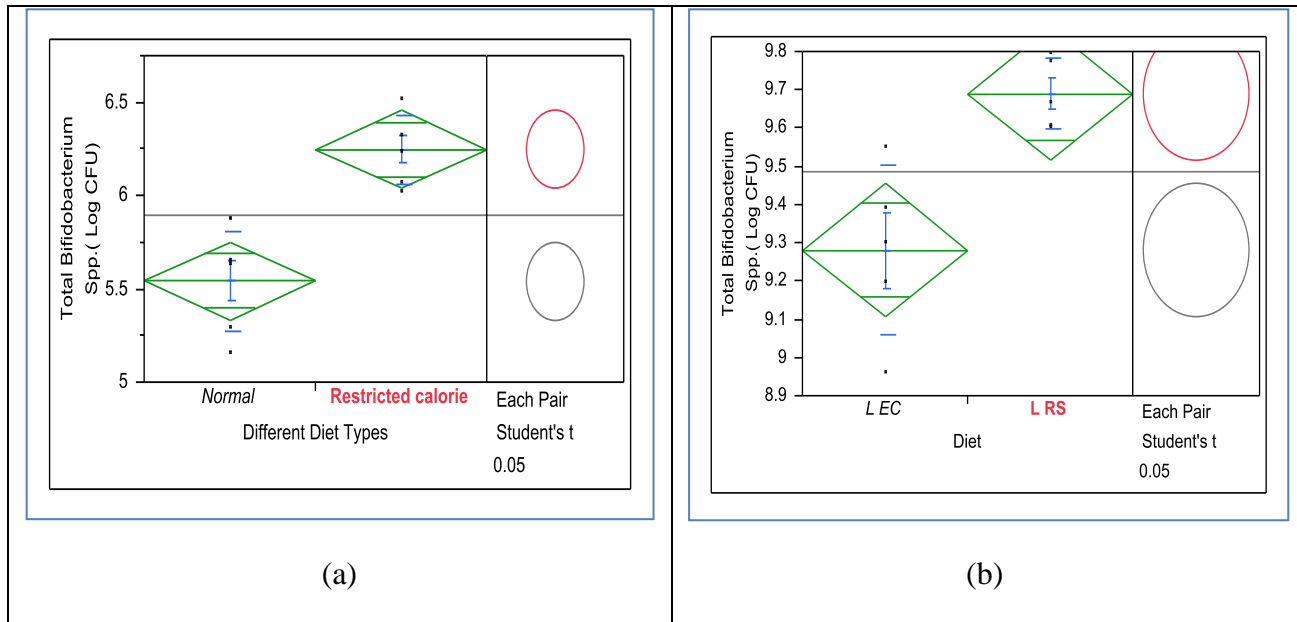 Total Bifidobacterium
Spp.( Log CFU)
6.5
6
5.5
5
Normal
Restricted calorie
Different Diet Types
Each Pair
Student's t
0.05
(a)
Total Bifidobacterium
Spp.( Log CFU)
9.8
9.7
9.6
9.5
9.4
9.3
9.2
9.1
9
8.9
L EC
L RS
Diet
Each Pair
Student's t
0.05
(b)